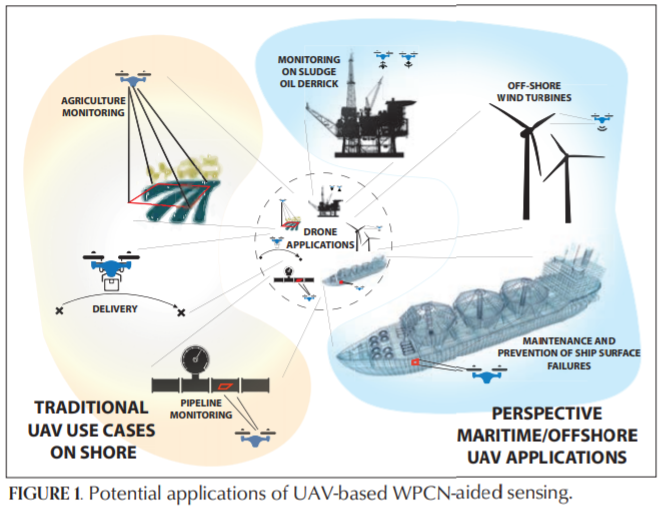 MONITORING
ON SLUDGE
OIL DERRICK
OFF-SHORE
WIND TURBINES
AGRICULTURE
MONITORING
DRONE
APPLICATIONS
DELIVERY
MAINTENANCE AND
PREVENTION OF SHIP SURFACE
FAILURES
PIPELINE
MONITORING
TRADITIONAL
UAV USE CASES
ON SHORE
PERSPECTIVE
MARITIME/OFFSHORE
UAV APPLICATIONS
FIGURE 1. Potential applications of UAV-based WPCN-aided sensing.